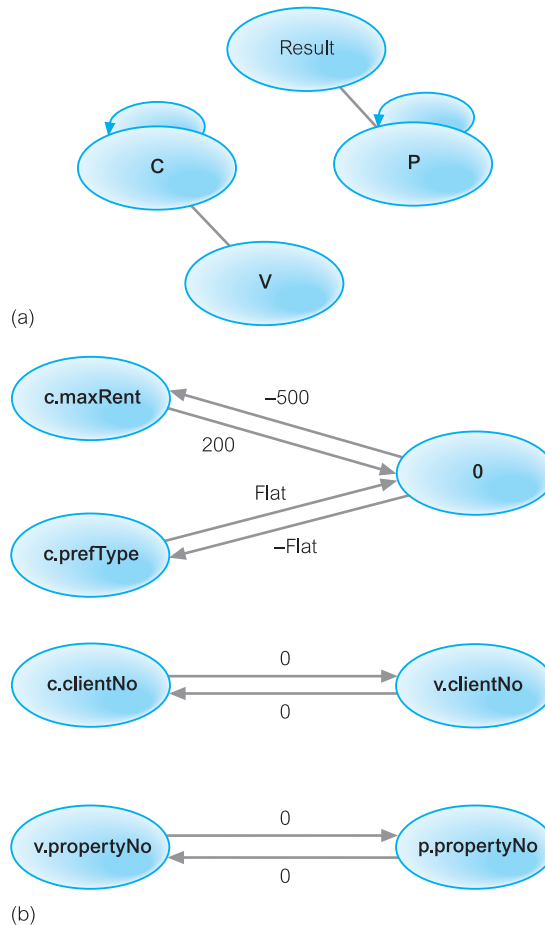 Result
C
P
V
(a)
c.maxRent
–500
200
0
Flat
c.prefType
–Flat
c.clientNo
0
0
v.clientNo
v.propertyNo
0
0
p.propertyNo
(b)